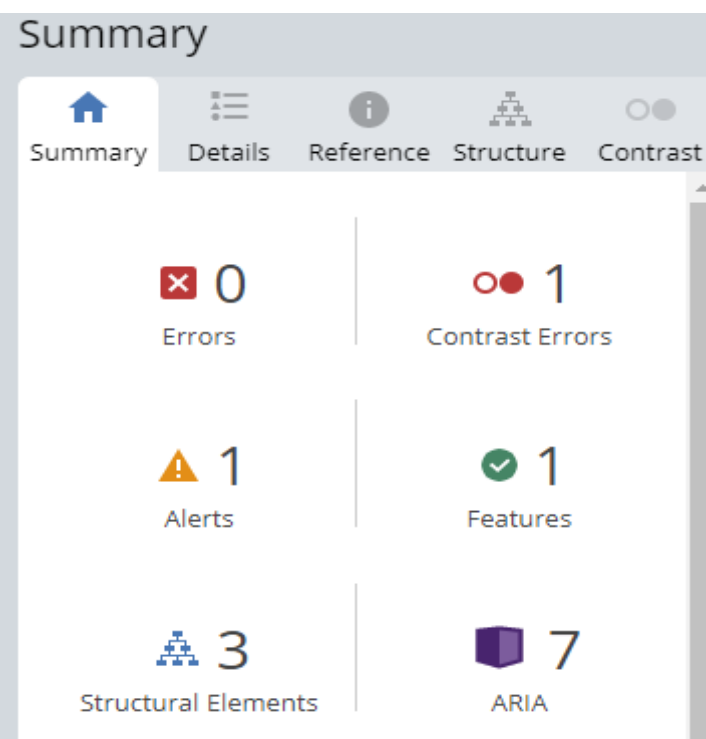 Summary
Summary Details Reference Structure Contrast
0 1
Errors Contrast Errors
1 1
Alerts Features
3 7
Structural Elements ARIA